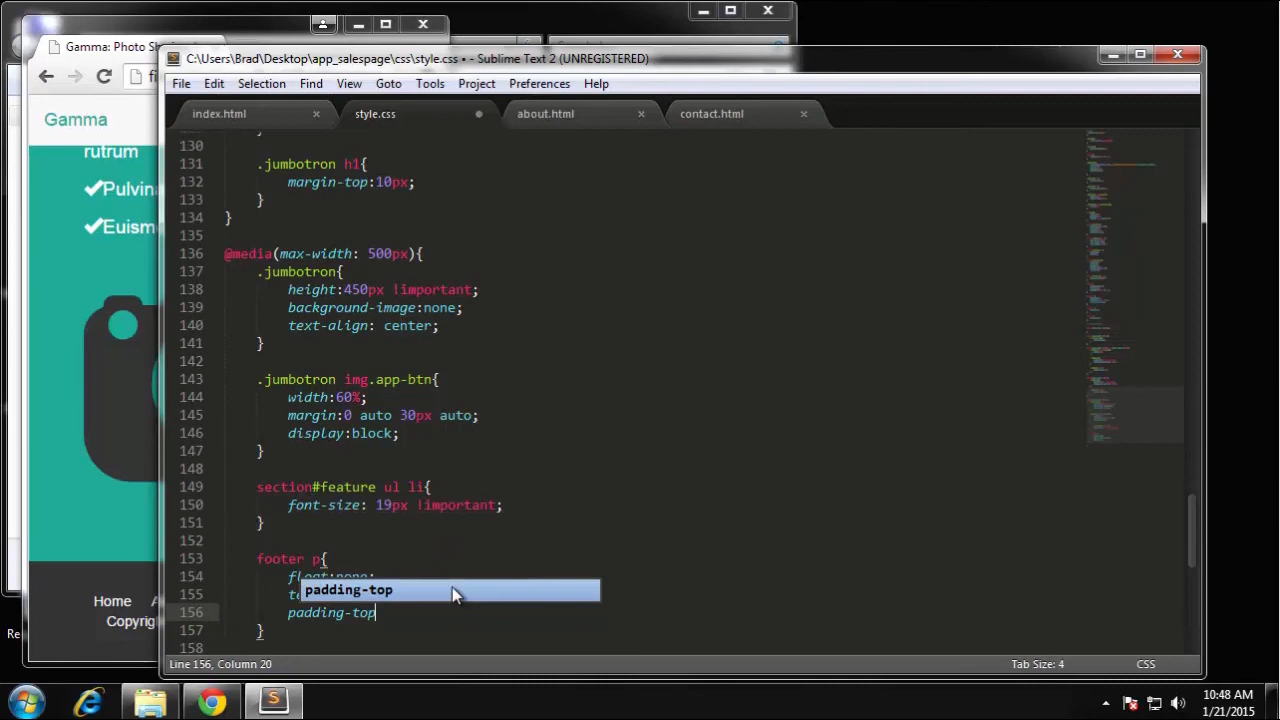 Gamma: Photo Sh
C:\Users\Brad\Desktop\app_salespage\css\style.css • - Sublime Text 2 (UNREGISTERED)
File Edit Selection Find View Goto Tools Project Preferences Help
index.html style.css about.html contact.html
Gamma
rutrum
Pulvina
Euism
Home
Copyrig
Re
130 }
131 .jumbotron h1{
132 margin-top:10px;
133 }
134 }
135
136 @media(max-width: 500px){
137 .jumbotron{
138 height:450px !important;
139 background-image:none;
140 text-align: center;
141 }
142
143 .jumbotron img.app-btn{
144 width:60%;
145 margin:0 auto 30px auto;
146 display:block;
147 }
148
149 section#feature ul li{
150 font-size: 19px !important;
151 }
152
153 footer p{
154 float:none;
155 te
padding-top
156 padding-top
157 }
158
Line 156, Column 20 Tab Size: 4 CSS
10:48 AM
1/21/2015